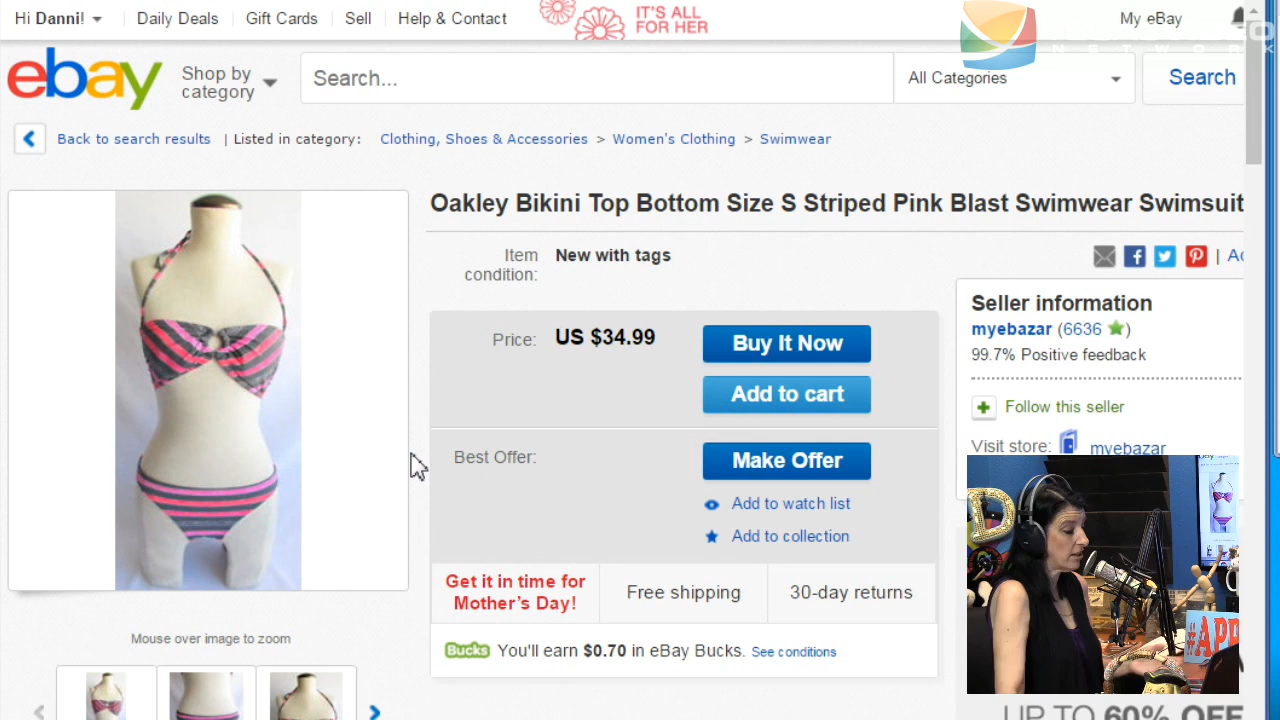 Hi Danni!
Daily Deals
Gift Cards
Sell
Help & Contact
IT'S ALL
FOR HER
My eBay
NETWORK
ebay
Shop by
category
Search...
All Categories
Search
Back to search results | Listed in category: Clothing, Shoes & Accessories > Women's Clothing > Swimwear
Oakley Bikini Top Bottom Size S Striped Pink Blast Swimwear Swimsuit
Item
condition:
New with tags
Price:
US $34.99
Buy It Now
Add to cart
Best Offer:
Make Offer
Add to watch list
Add to collection
Get it in time for
Mother's Day!
Free shipping
30-day returns
Bucks You'll earn $0.70 in eBay Bucks. See conditions
Mouse over image to zoom
Seller information
myebazar (6636)
99.7% Positive feedback
Follow this seller
Visit store: myebazar
D
#APP
UP TO 60% OFF